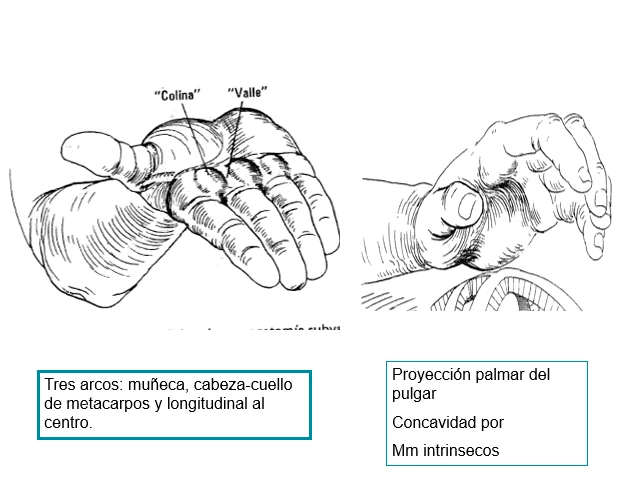 "Colina" "Valle"
Tres arcos: muñeca, cabeza-cuello
de metacarpos y longitudinal al
centro.
Proyección palmar del
pulgar
Concavidad por
Mm intrinsecos